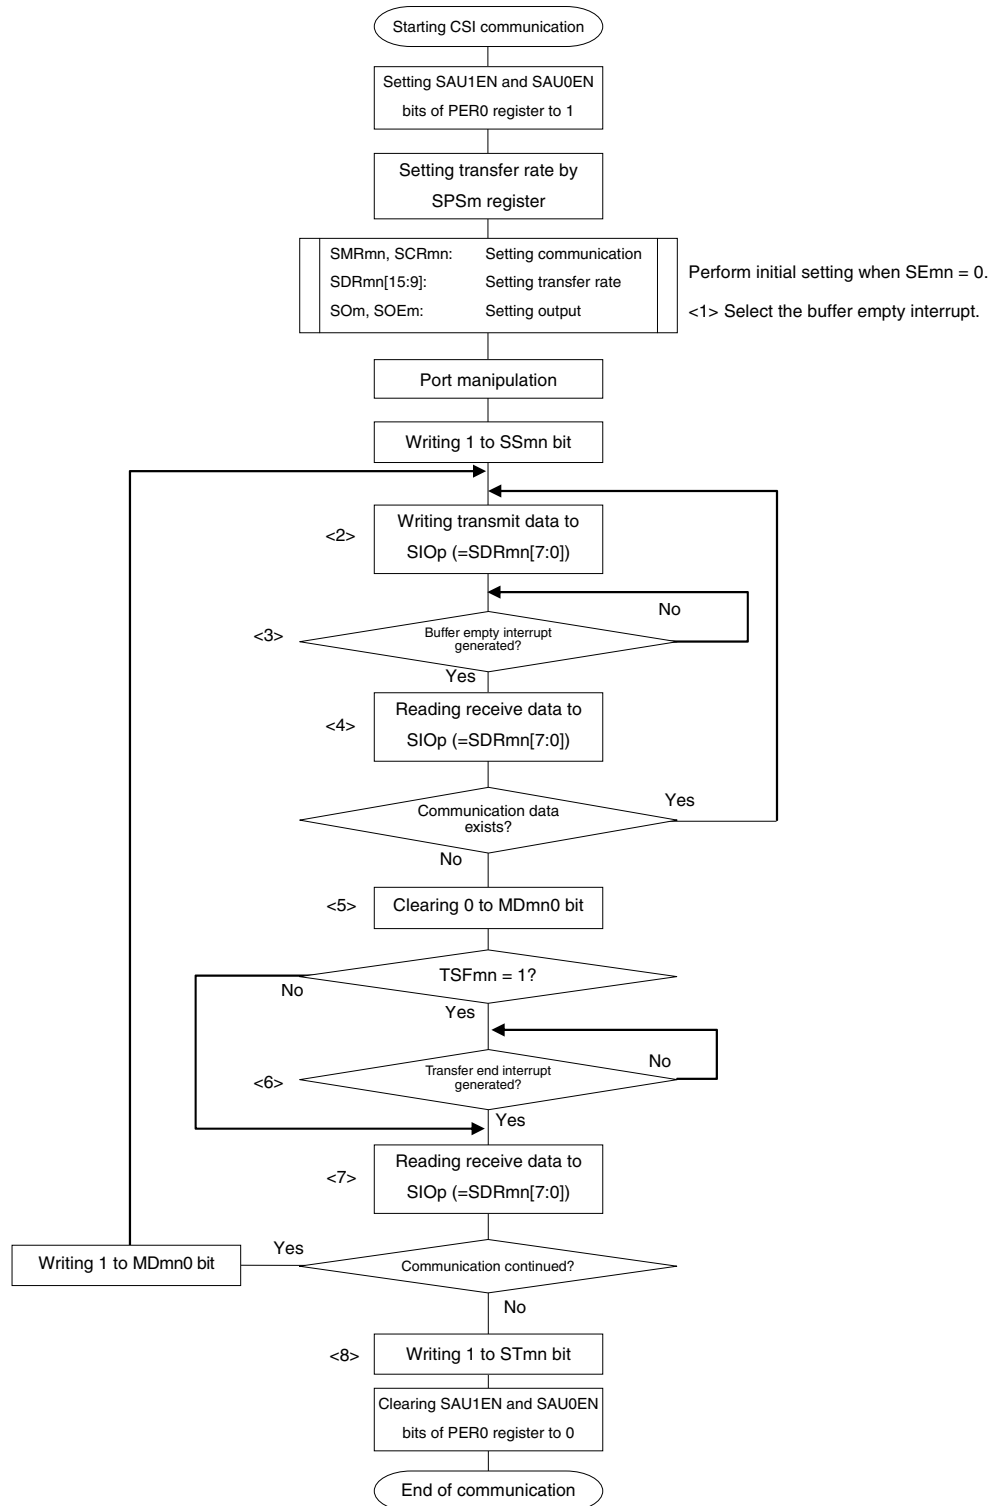 Starting CSI communication
Setting SAU1EN and SAU0EN
bits of PER0 register to 1
Setting transfer rate by
SPSm register
SMRmn, SCRmn: Setting communication
SDRmn[15:9]: Setting transfer rate
SOm, SOEm: Setting output
Perform initial setting when SEmn = 0.
<1> Select the buffer empty interrupt.
Port manipulation
Writing 1 to SSmn bit
<2>
Writing transmit data to
SIOp (=SDRmn[7:0])
No
<3>
Buffer empty interrupt
generated?
Yes
<4>
Reading receive data to
SIOp (=SDRmn[7:0])
Communication data
exists?
Yes
No
<5>
Clearing 0 to MDmn0 bit
TSFmn = 1?
No
Yes
<6>
Transfer end interrupt
generated?
No
Yes
<7>
Reading receive data to
SIOp (=SDRmn[7:0])
Writing 1 to MDmn0 bit
Yes
Communication continued?
No
<8>
Writing 1 to STmn bit
Clearing SAU1EN and SAU0EN
bits of PER0 register to 0
End of communication